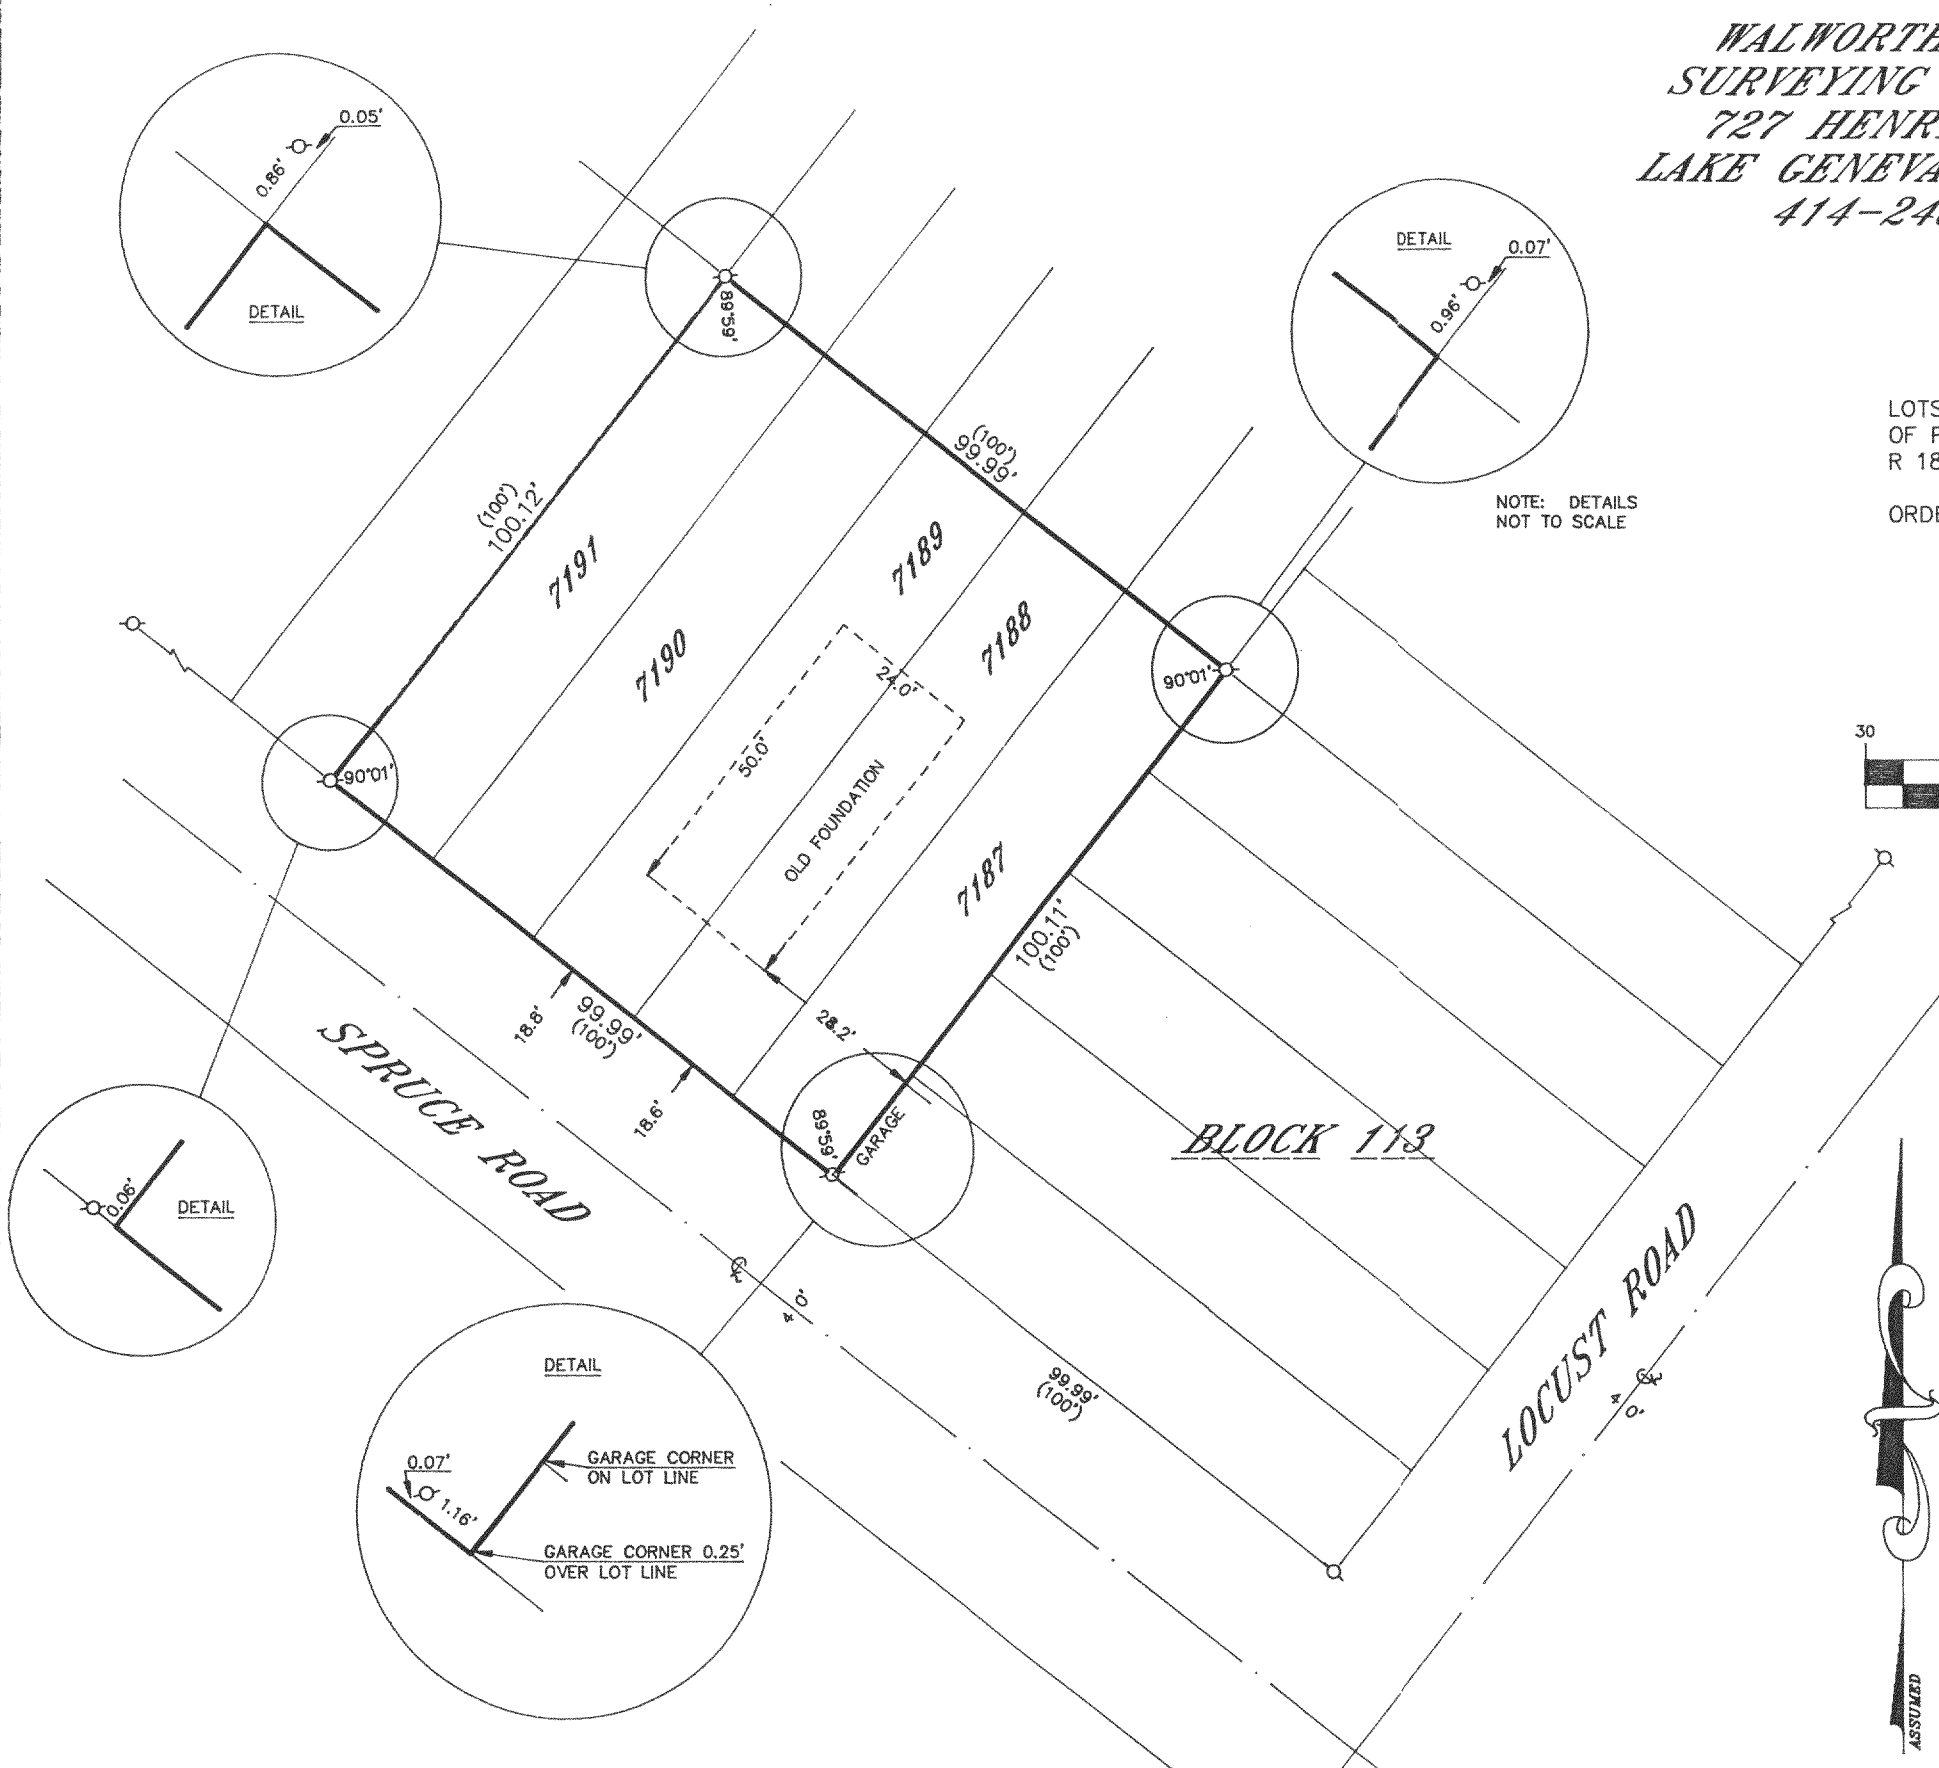 WALWORTH
SURVEYING
727 HENR
LAKE GENEVA
414-24
0.05'
0.86'
DETAIL
DETAIL
0.07'
0.96'
NOTE: DETAILS
NOT TO SCALE
LOTS
OF
R 18
ORDE
30
89°59'
(100')
99.99'
(100')
100.12'
7191
7190
7189
7188
7187
24.0'
50.0'
OLD FOUNDATION
90°01'
90°01'
100.11'
(100')
28.2'
18.8'
99.99'
(100')
18.6'
89°59'
GARAGE
SPRUCE ROAD
BLOCK 113
LOCUST ROAD
0.06'
DETAIL
40'
40'
99.99'
(100')
DETAIL
0.07'
1.16'
GARAGE CORNER
ON LOT LINE
GARAGE CORNER 0.25'
OVER LOT LINE
ASSUMED